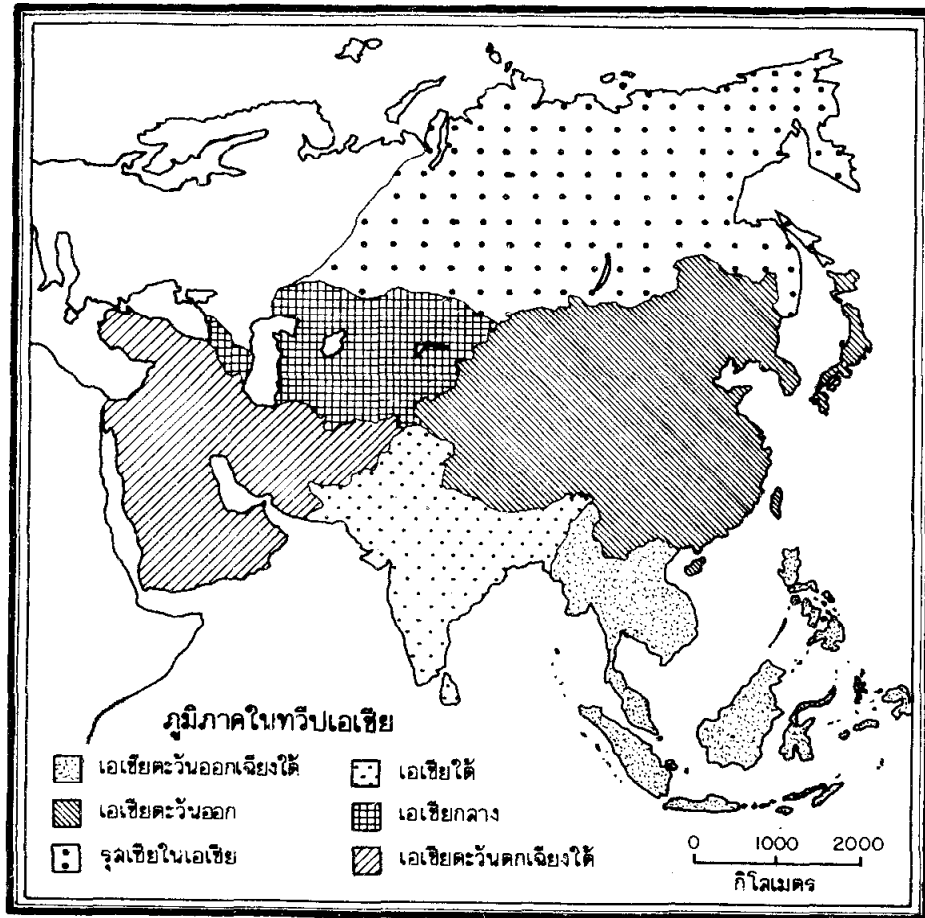 ภูมิภาคในทวีปเอเชีย
เอเชียตะวันออกเฉียงใต้
เอเชียใต้
เอเชียตะวันออก
เอเชียกลาง
รุสเซียในเอเชีย
เอเชียตะวันตกเฉียงใต้
0 1000 2000
กิโลเมตร